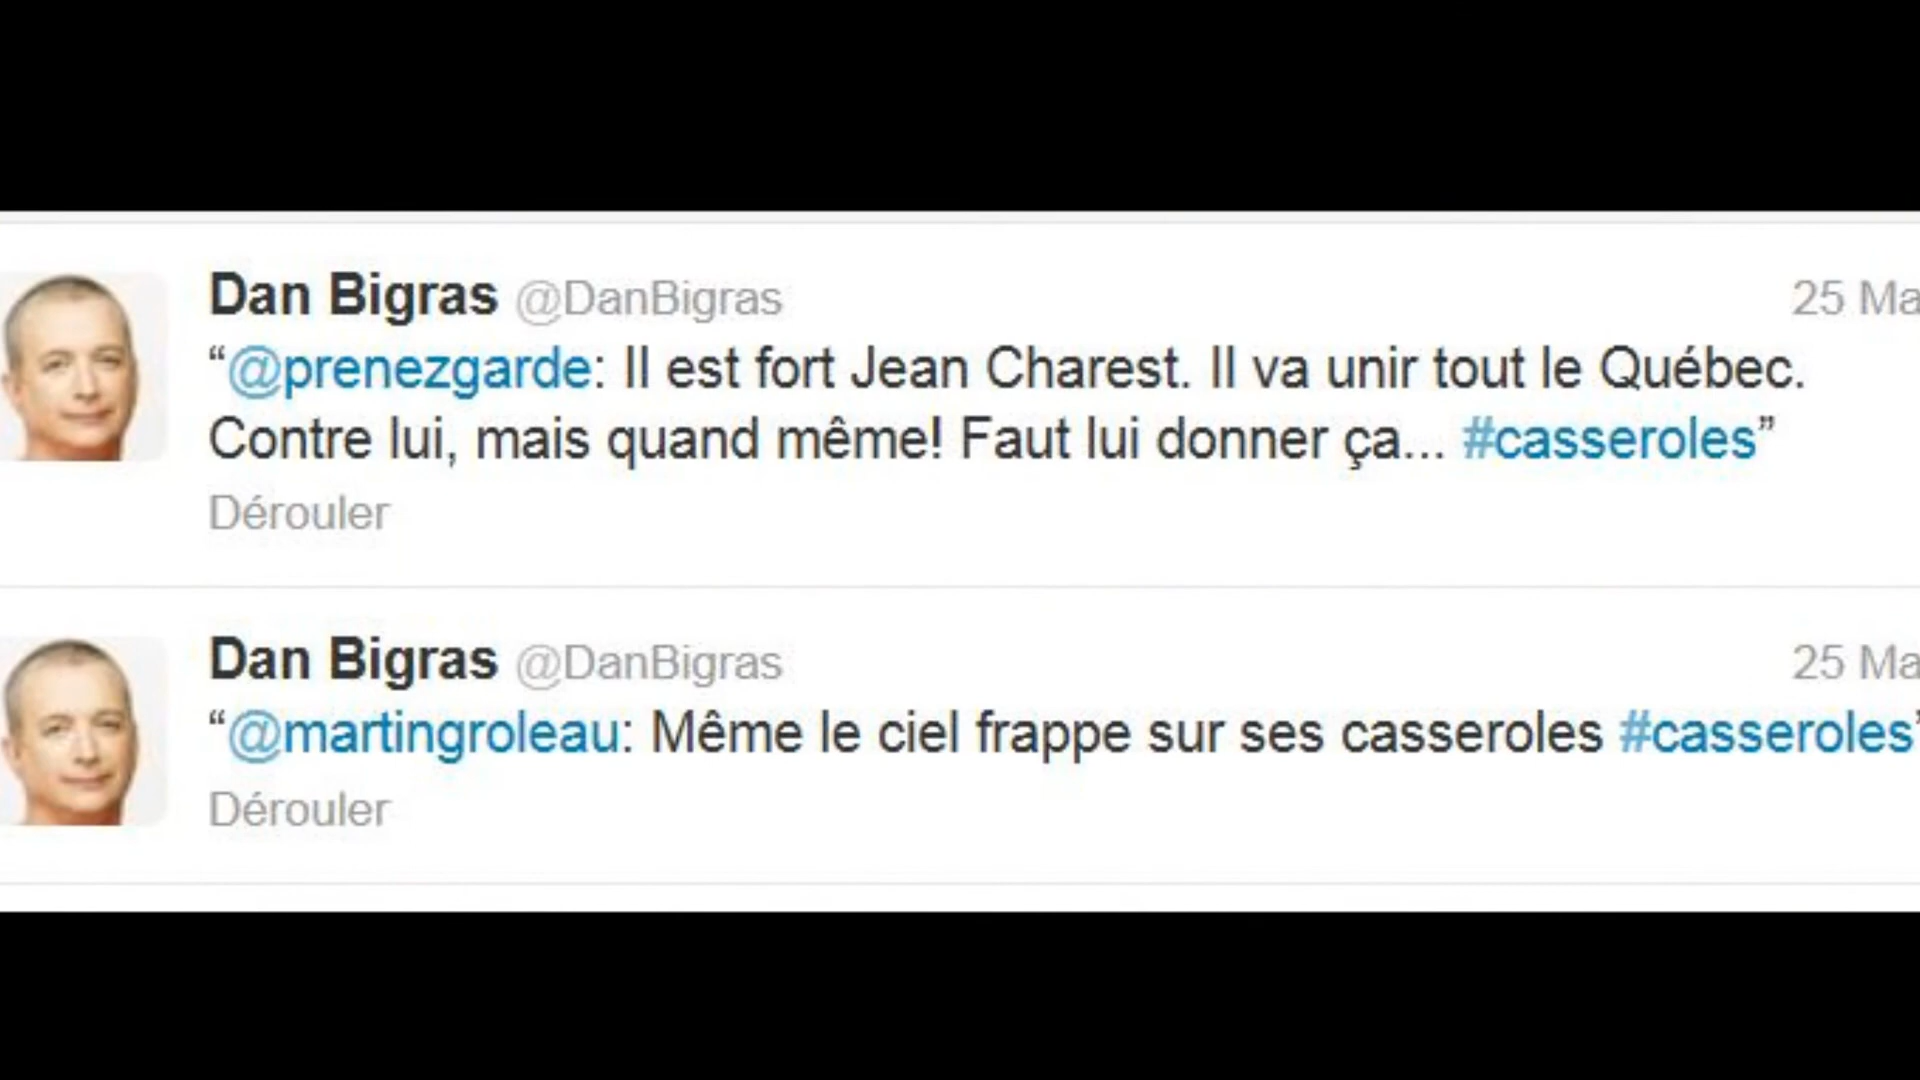 Dan Bigras @DanBigras 25 Ma
“@prenezgarde: Il est fort Jean Charest. Il va unir tout le Québec.
Contre lui, mais quand même! Faut lui donner ça... #casseroles”
Dérouler
Dan Bigras @DanBigras 25 Ma
“@martingroleau: Même le ciel frappe sur ses casseroles #casseroles”
Dérouler